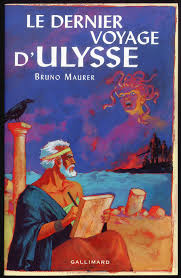 LE DERNIER
VOYAGE
D'ULYSSE
BRUNO MAURER
GALLIMARD